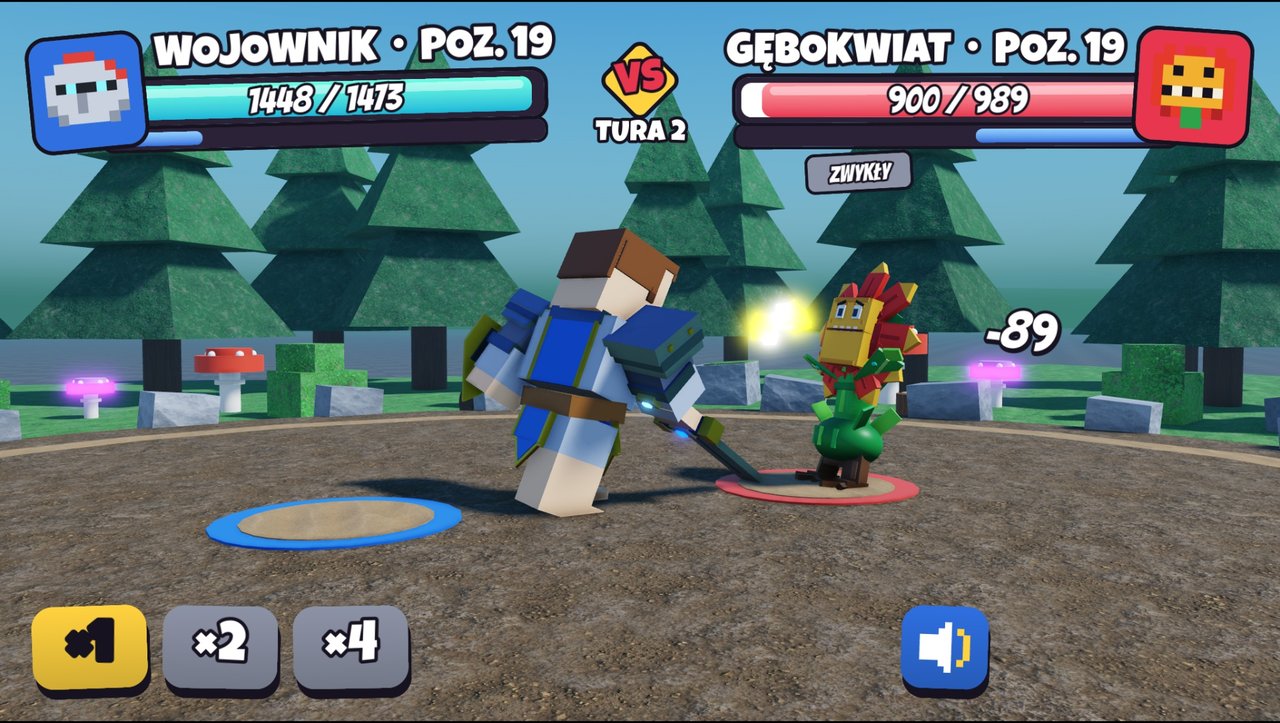 WOJOWNIK • POZ. 19
1448 / 1473
VS
TURA 2
GĘBOKWIAT • POZ. 19
900 / 989
ZWYKŁY
-89
×1
×2
×4